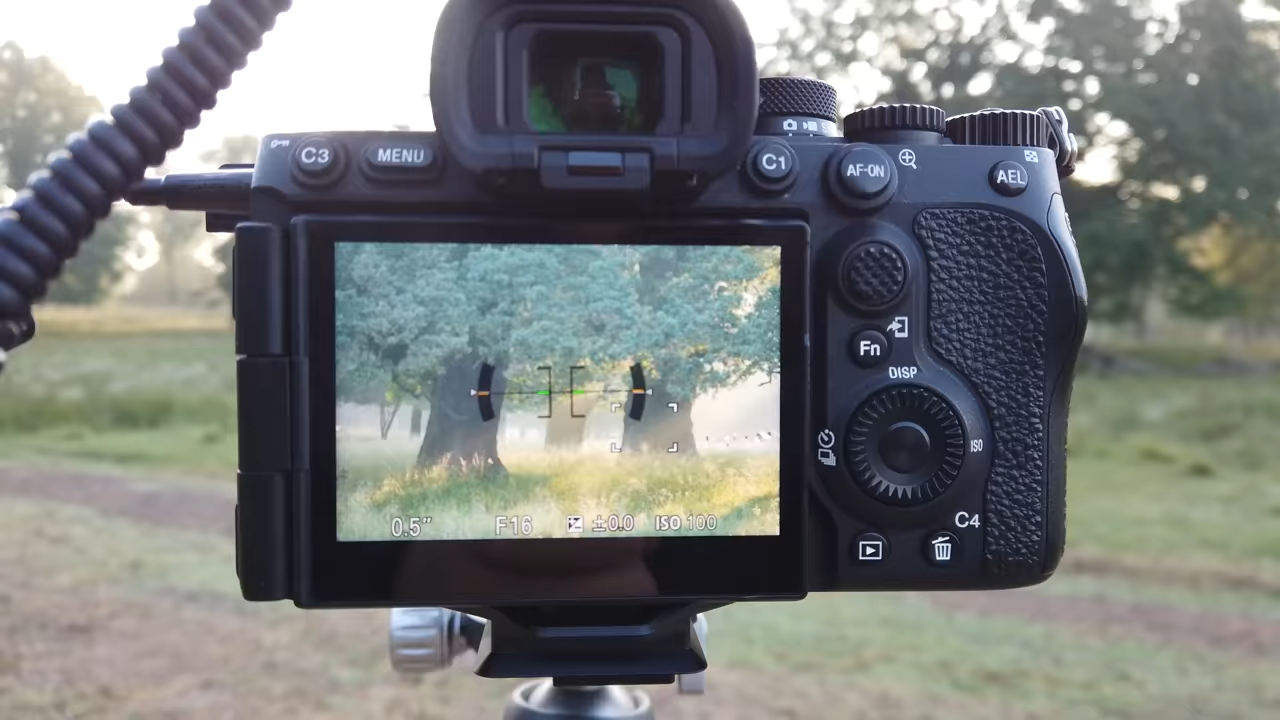 C3
MENU
C1
AF-ON
AEL
Fn
DISP
ISO
C4
0.5" F16 ±0.0 ISO 100